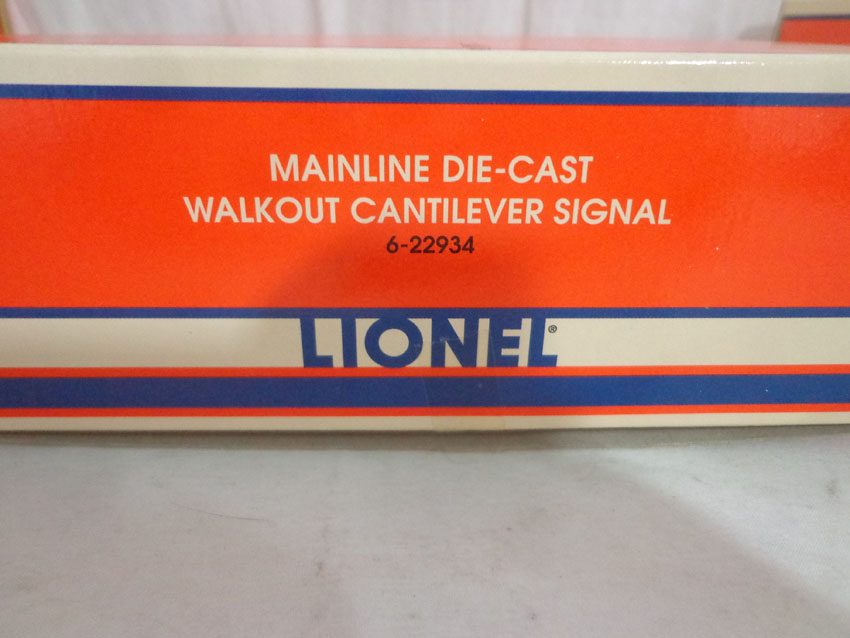 MAINLINE DIE-CAST
WALKOUT CANTILEVER SIGNAL
6-22934
LIONEL®